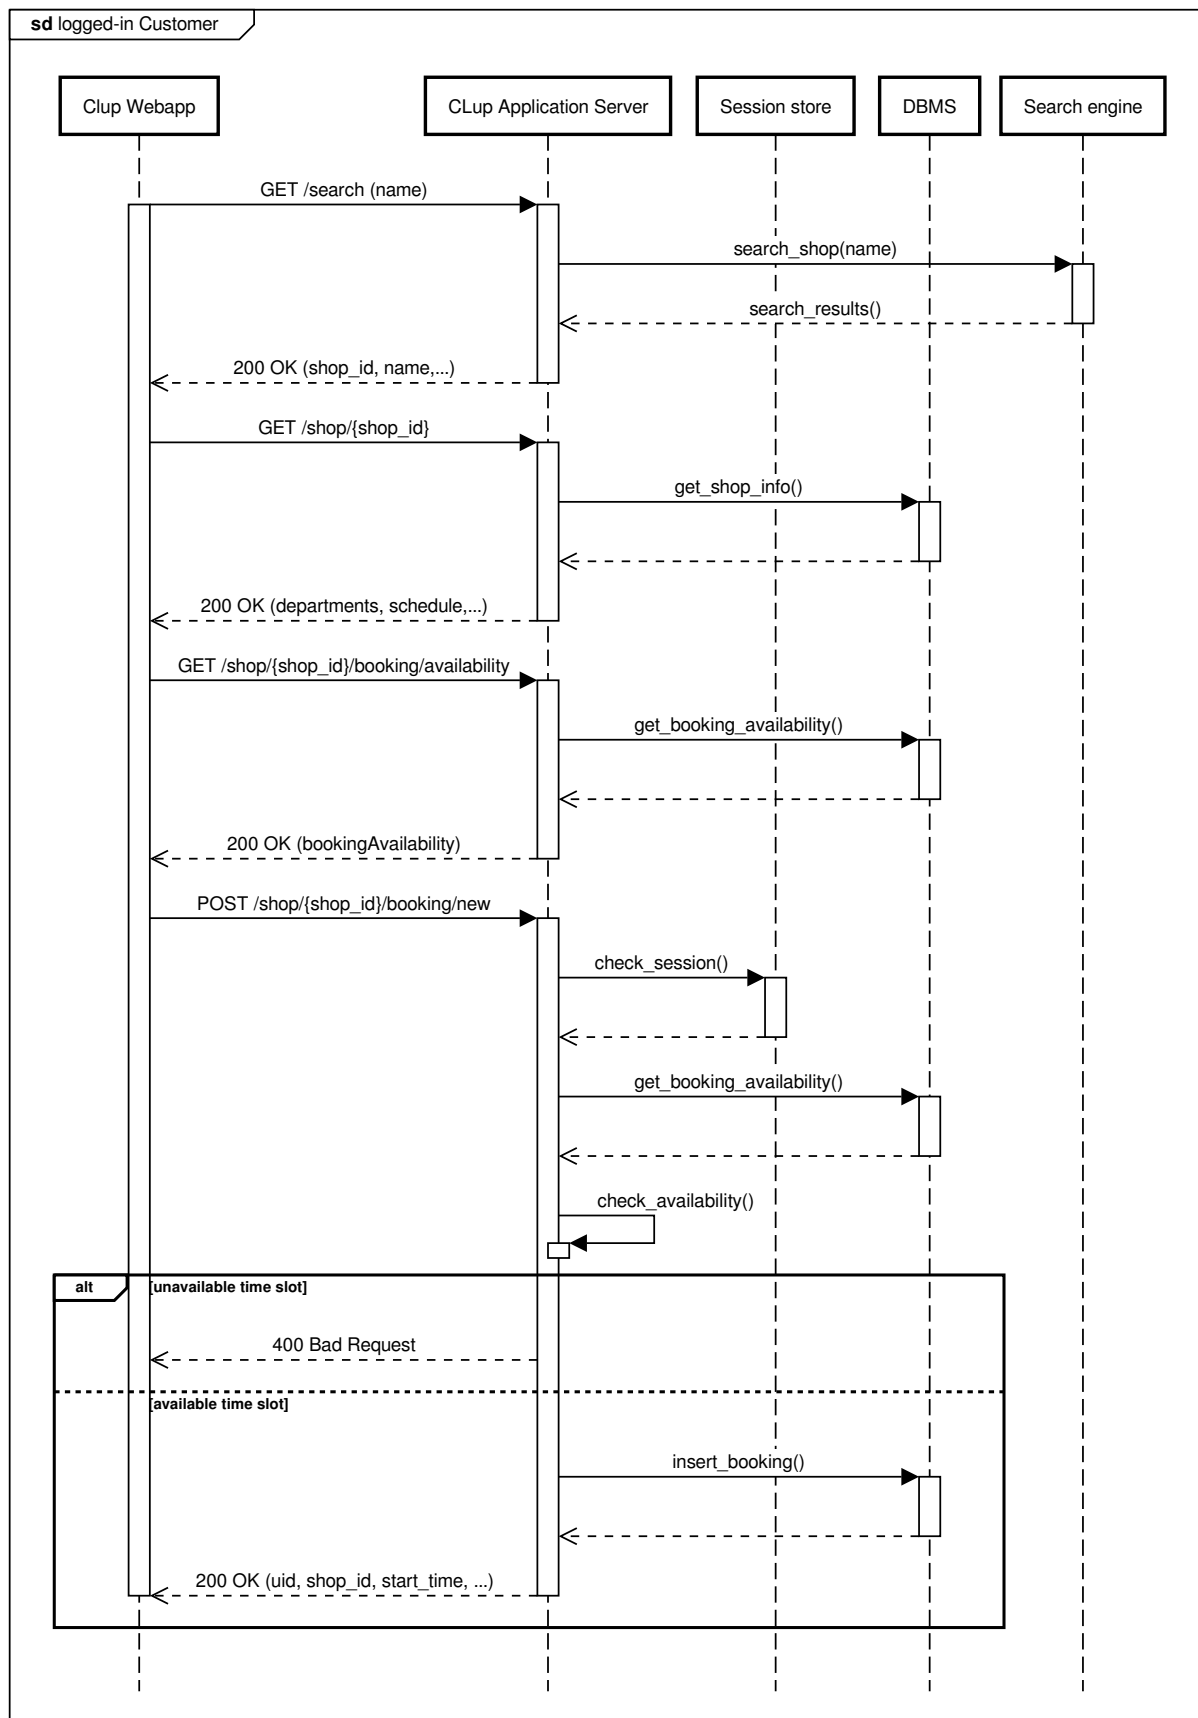 sd logged-in Customer
Clup Webapp
CLup Application Server
Session store
DBMS
Search engine
GET /search (name)
search_shop(name)
search_results()
200 OK (shop_id, name,...)
GET /shop/{shop_id}
get_shop_info()
200 OK (departments, schedule,...)
GET /shop/{shop_id}/booking/availability
get_booking_availability()
200 OK (bookingAvailability)
POST /shop/{shop_id}/booking/new
check_session()
get_booking_availability()
check_availability()
alt
[unavailable time slot]
400 Bad Request
[available time slot]
insert_booking()
200 OK (uid, shop_id, start_time, ...)